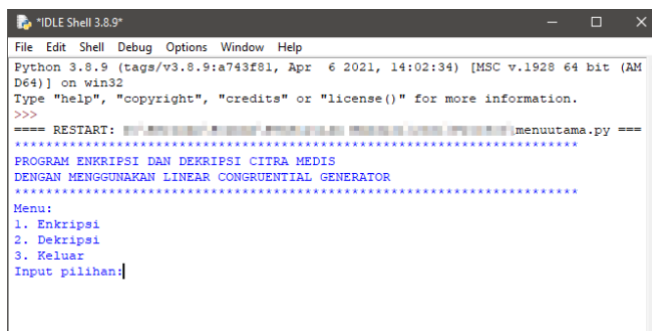 *IDLE Shell 3.8.9*
File Edit Shell Debug Options Window Help
Python 3.8.9 (tags/v3.8.9:a743f81, Apr  6 2021, 14:02:34) [MSC v.1928 64 bit (AM
D64)] on win32
Type "help", "copyright", "credits" or "license()" for more information.
>>>
==== RESTART: \menuutama.py ===
***********************************************************************
PROGRAM ENKRIPSI DAN DEKRIPSI CITRA MEDIS
DENGAN MENGGUNAKAN LINEAR CONGRUENTIAL GENERATOR
***********************************************************************
Menu:
1. Enkripsi
2. Dekripsi
3. Keluar
Input pilihan: